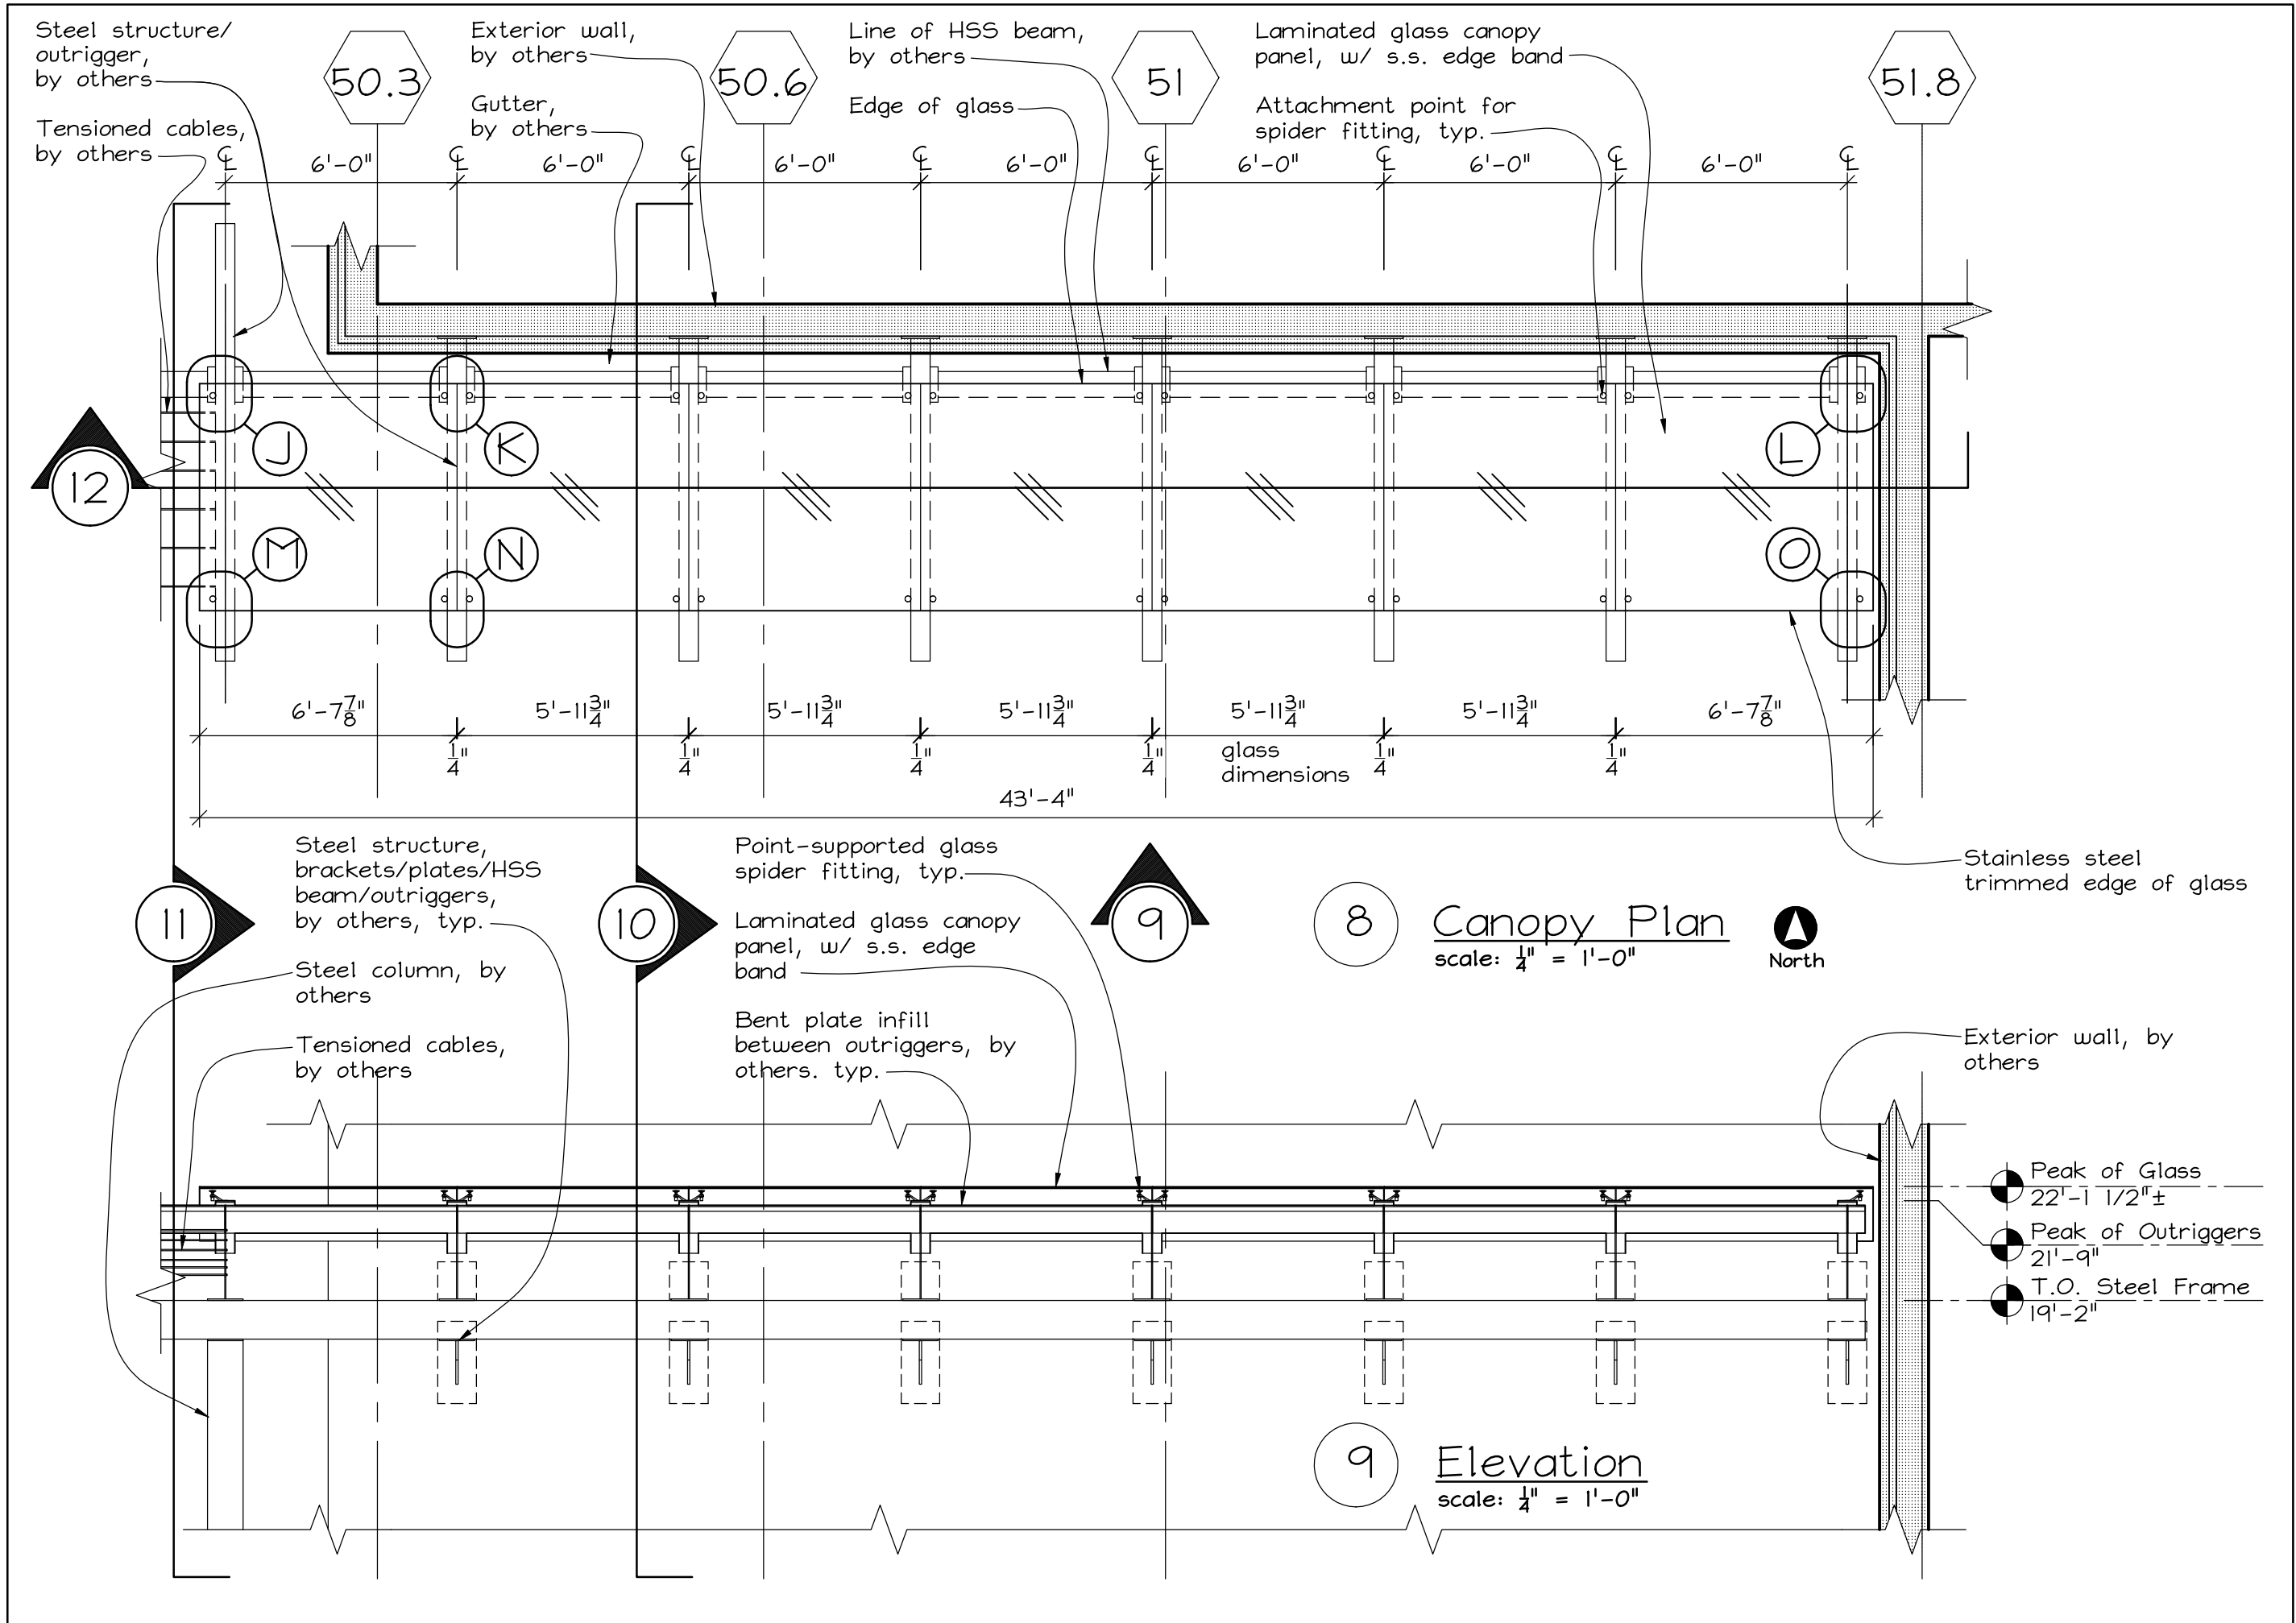 Steel structure/
outrigger,
by others
Tensioned cables,
by others
50.3
Exterior wall,
by others
Gutter,
by others
50.6
Line of HSS beam,
by others
Edge of glass
51
Laminated glass canopy
panel, w/ s.s. edge band
Attachment point for
spider fitting, typ.
51.8
℄ ℄ ℄ ℄ ℄ ℄ ℄ ℄
6'-0" 6'-0" 6'-0" 6'-0" 6'-0" 6'-0" 6'-0"
J
K
L
12
M
N
O
6'-7 7/8" 5'-11 3/4" 5'-11 3/4" 5'-11 3/4" 5'-11 3/4" 5'-11 3/4" 6'-7 7/8"
1/4" 1/4" 1/4" 1/4" 1/4" 1/4"
glass
dimensions
43'-4"
Stainless steel
trimmed edge of glass
11
10
9
8
Canopy Plan
scale: 1/4" = 1'-0"
North
Steel structure,
brackets/plates/HSS
beam/outriggers,
by others, typ.
Steel column, by
others
Tensioned cables,
by others
Point-supported glass
spider fitting, typ.
Laminated glass canopy
panel, w/ s.s. edge
band
Bent plate infill
between outriggers, by
others. typ.
Exterior wall, by
others
Peak of Glass
22'-1 1/2"±
Peak of Outriggers
21'-9"
T.O. Steel Frame
19'-2"
9
Elevation
scale: 1/4" = 1'-0"